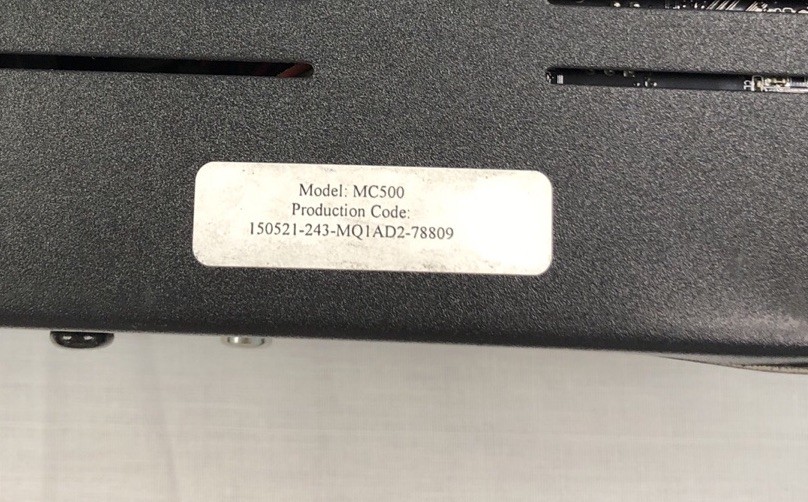 Model: MC500
Production Code:
150521-243-MQ1AD2-78809